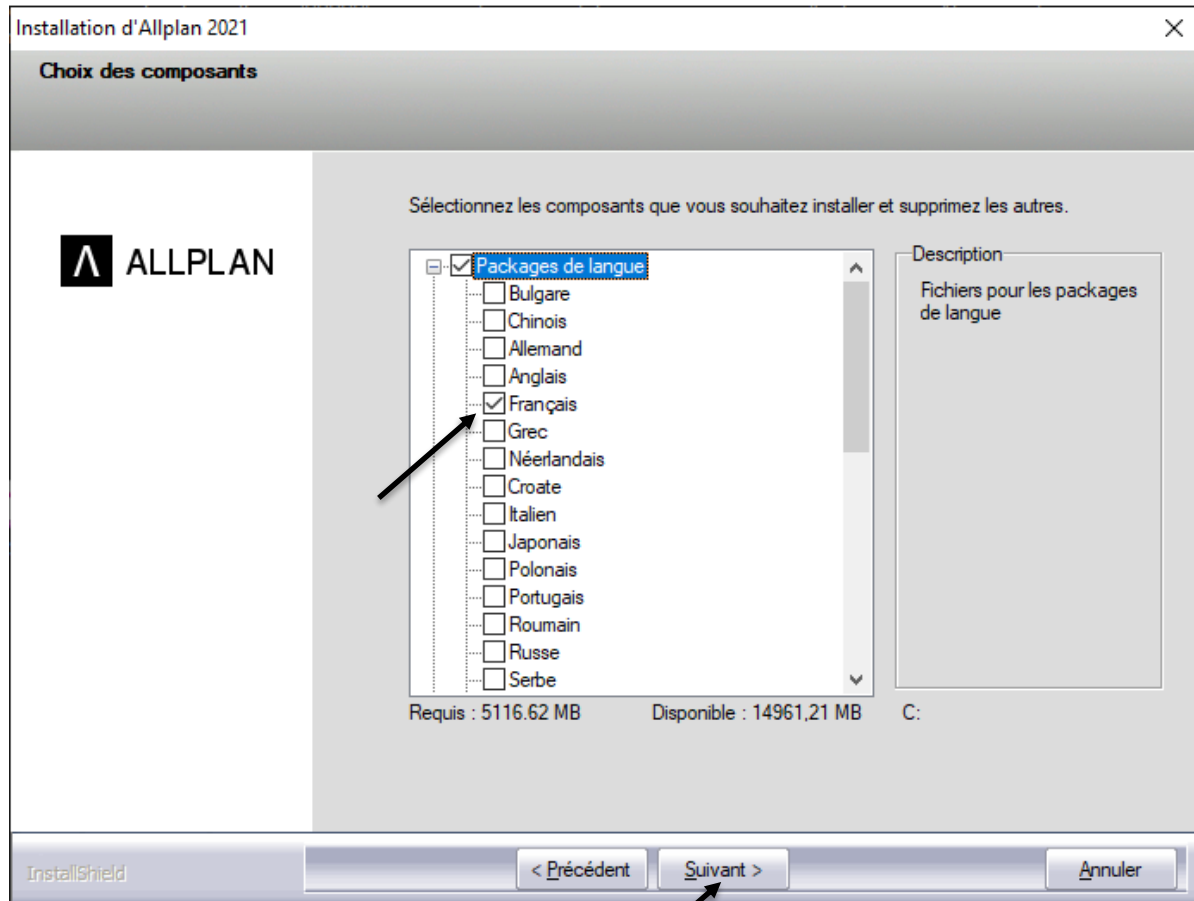 Installation d'Allplan 2021
Choix des composants
ALLPLAN
Sélectionnez les composants que vous souhaitez installer et supprimez les autres.
Packages de langue
Bulgare
Chinois
Allemand
Anglais
Français
Grec
Néerlandais
Croate
Italien
Japonais
Polonais
Portugais
Roumain
Russe
Serbe
Description
Fichiers pour les packages
de langue
Requis : 5116.62 MB Disponible : 14961,21 MB C:
InstallShield
< Précédent Suivant > Annuler